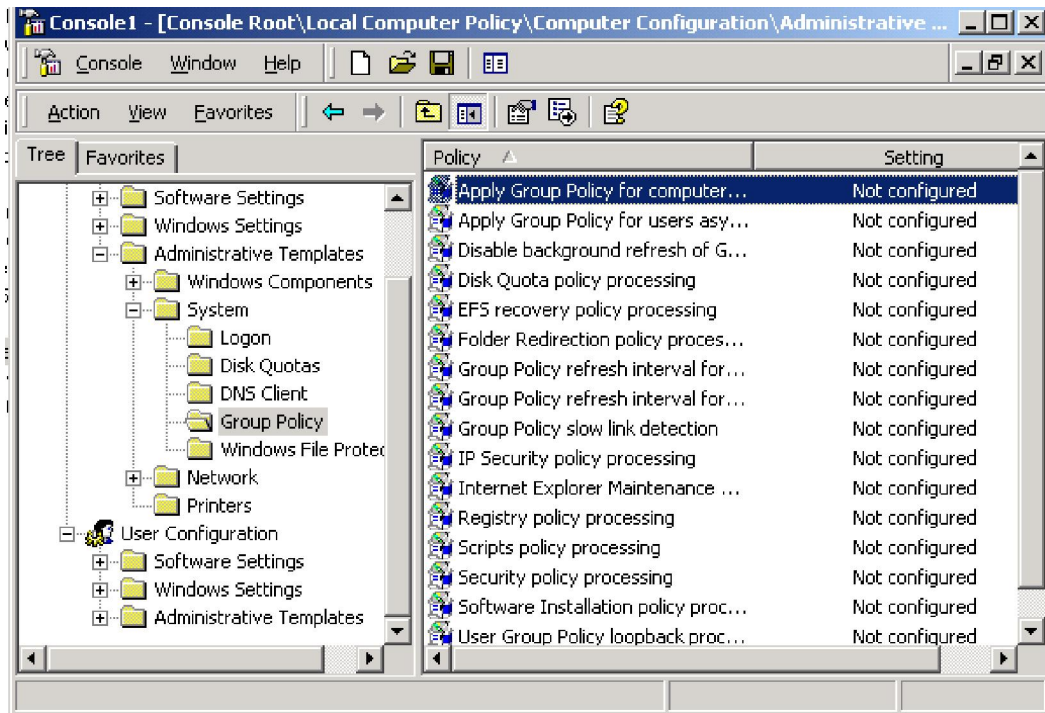 Console1 - [Console Root\Local Computer Policy\Computer Configuration\Administrative ...
Console Window Help
Action View Favorites
Tree Favorites
Software Settings
Windows Settings
Administrative Templates
Windows Components
System
Logon
Disk Quotas
DNS Client
Group Policy
Windows File Protec
Network
Printers
User Configuration
Software Settings
Windows Settings
Administrative Templates
Policy Setting
Apply Group Policy for computer... Not configured
Apply Group Policy for users asy... Not configured
Disable background refresh of G... Not configured
Disk Quota policy processing Not configured
EFS recovery policy processing Not configured
Folder Redirection policy proces... Not configured
Group Policy refresh interval for... Not configured
Group Policy refresh interval for... Not configured
Group Policy slow link detection Not configured
IP Security policy processing Not configured
Internet Explorer Maintenance ... Not configured
Registry policy processing Not configured
Scripts policy processing Not configured
Security policy processing Not configured
Software Installation policy proc... Not configured
User Group Policy loopback proc... Not configured